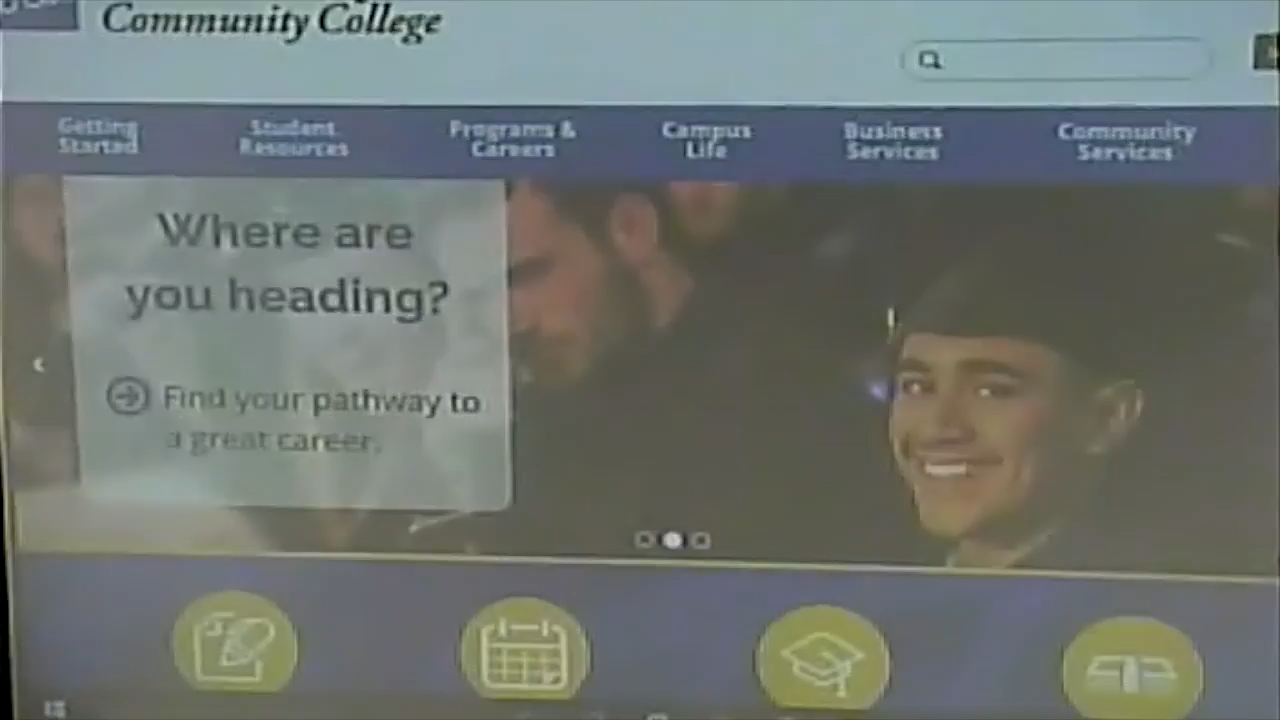 Community College
Getting
Started
Student
Resources
Programs &
Careers
Campus
Life
Business
Services
Community
Services
Where are
you heading?
Find your pathway to
a great career.